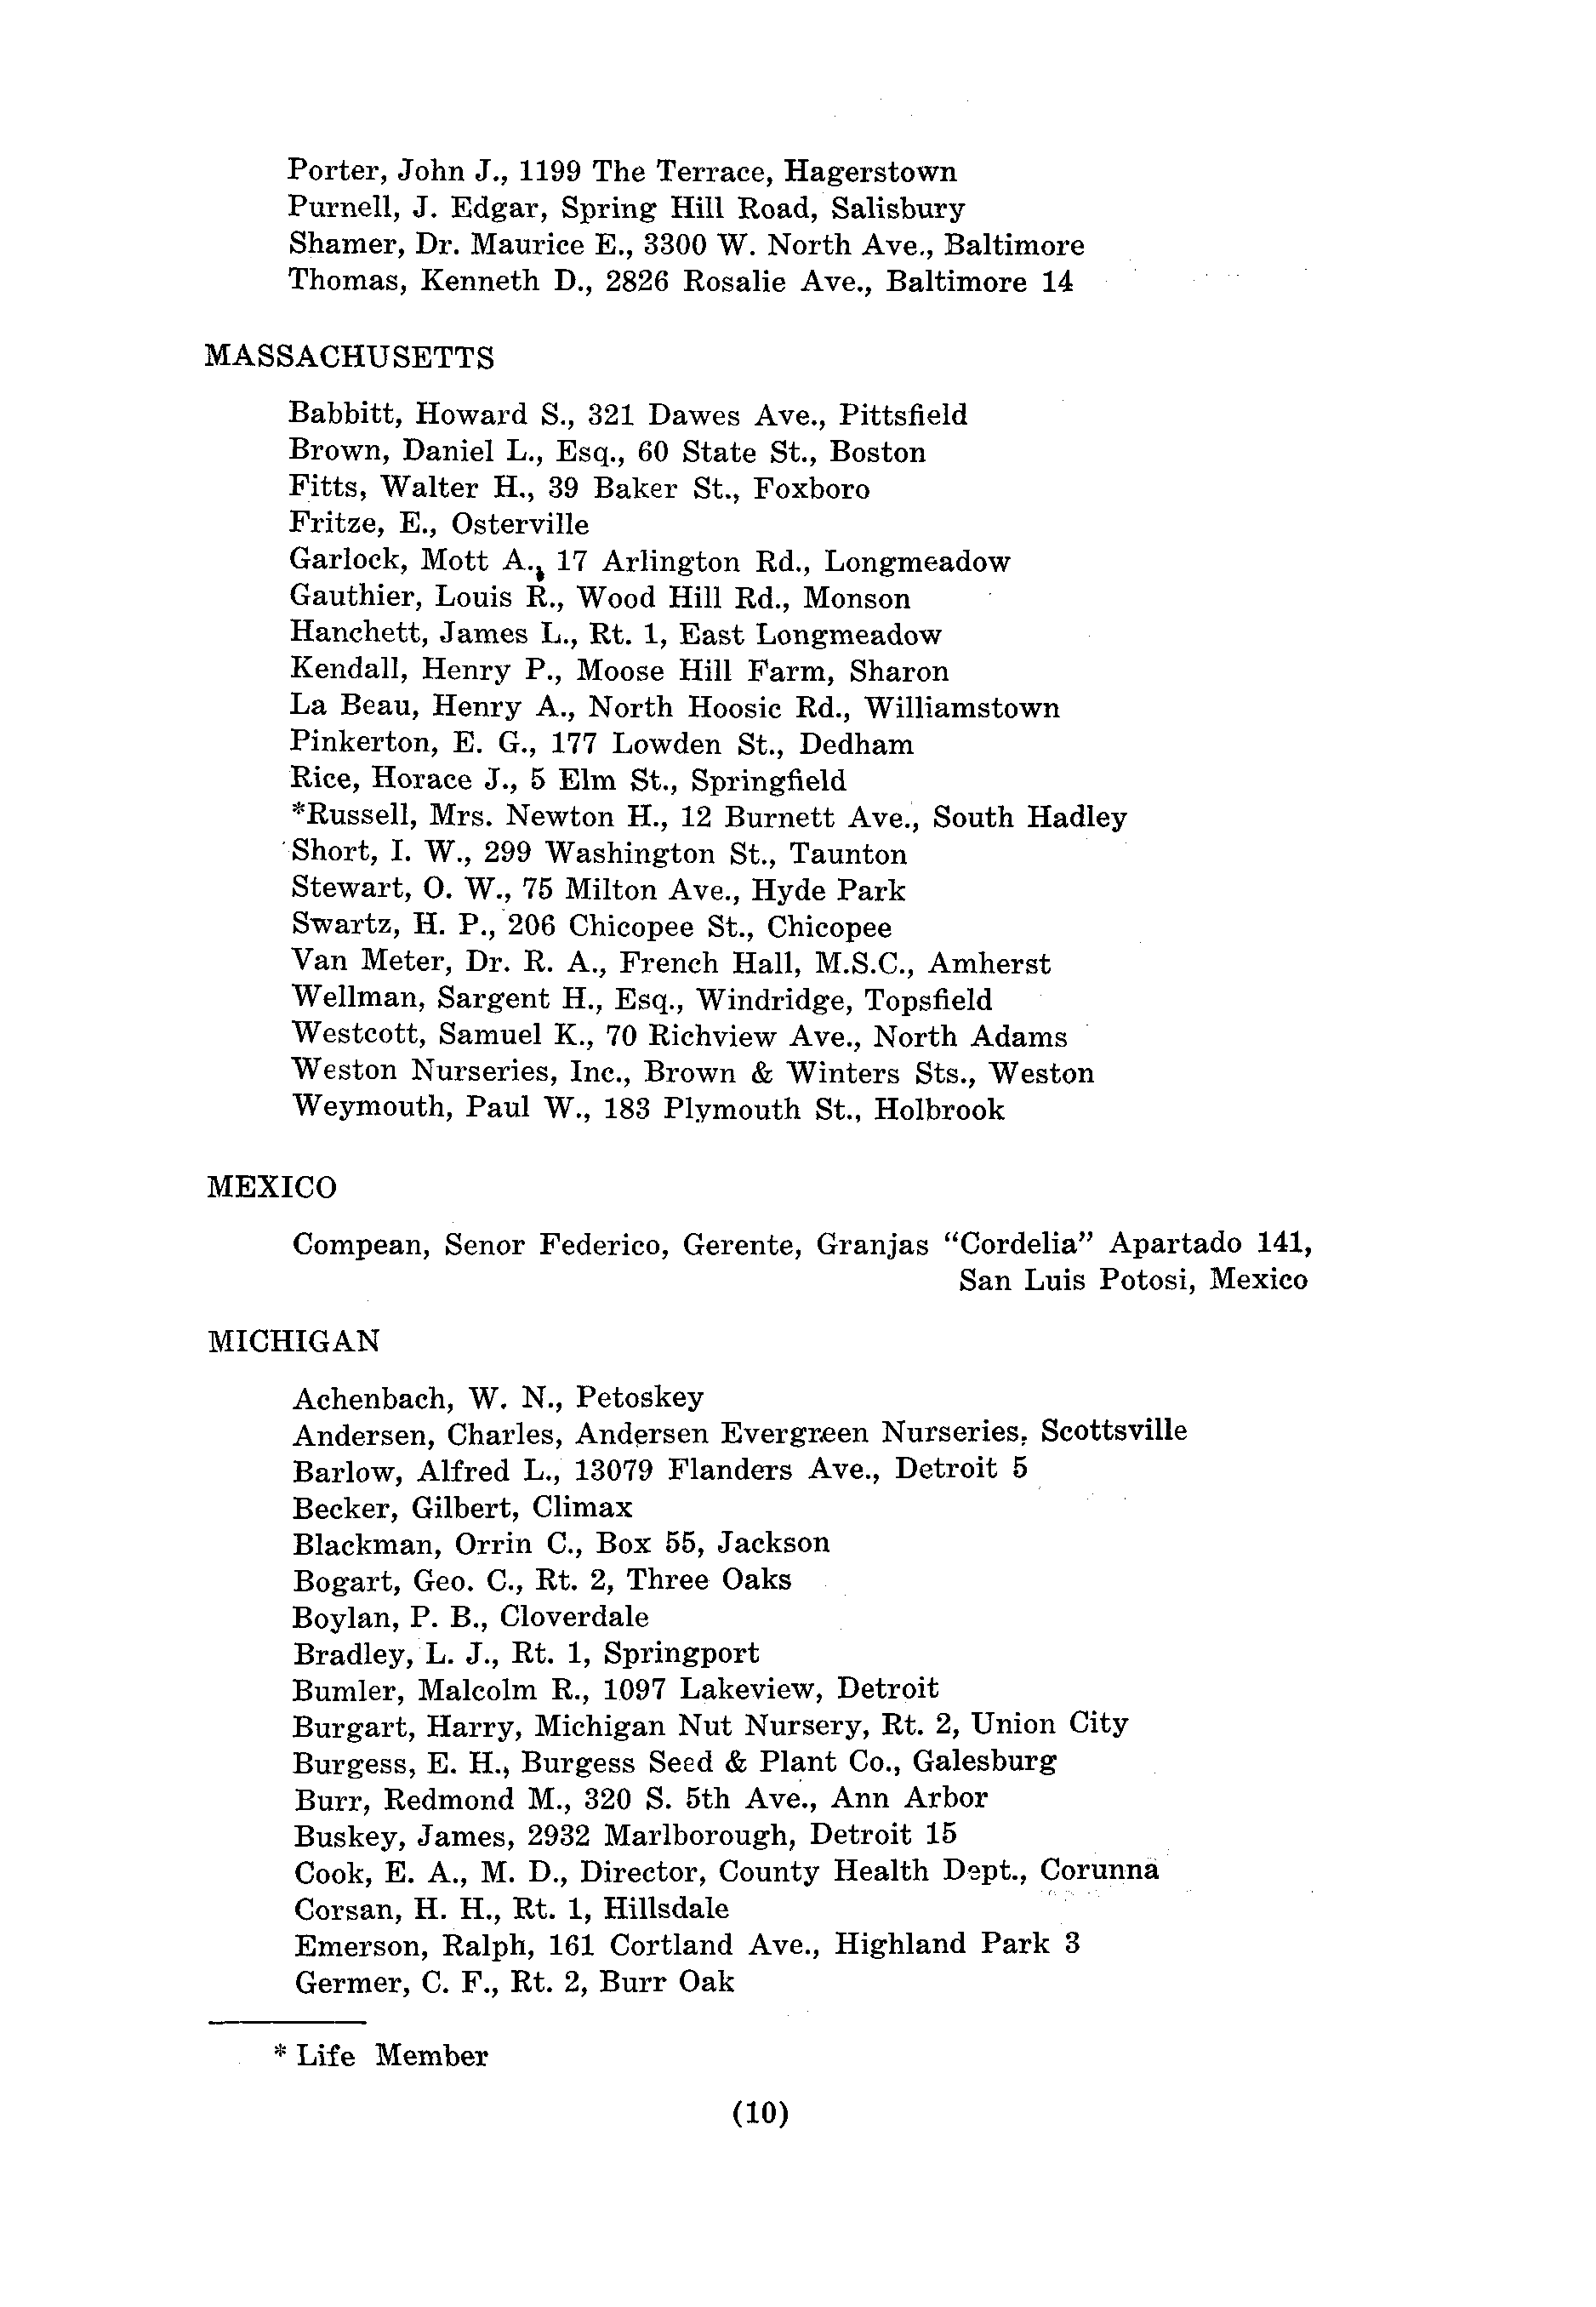 Porter, John J., 1199 The Terrace, Hagerstown
Purnell, J. Edgar, Spring Hill Road, Salisbury
Shamer, Dr. Maurice E., 3300 W. North Ave., Baltimore
Thomas, Kenneth D., 2826 Rosalie Ave., Baltimore 14
MASSACHUSETTS
Babbitt, Howard S., 321 Dawes Ave., Pittsfield
Brown, Daniel L., Esq., 60 State St., Boston
Fitts, Walter H., 39 Baker St., Foxboro
Fritze, E., Osterville
Garlock, Mott A., 17 Arlington Rd., Longmeadow
Gauthier, Louis R., Wood Hill Rd., Monson
Hanchett, James L., Rt. 1, East Longmeadow
Kendall, Henry P., Moose Hill Farm, Sharon
La Beau, Henry A., North Hoosic Rd., Williamstown
Pinkerton, E. G., 177 Lowden St., Dedham
Rice, Horace J., 5 Elm St., Springfield
*Russell, Mrs. Newton H., 12 Burnett Ave., South Hadley
Short, I. W., 299 Washington St., Taunton
Stewart, O. W., 75 Milton Ave., Hyde Park
Swartz, H. P., 206 Chicopee St., Chicopee
Van Meter, Dr. R. A., French Hall, M.S.C., Amherst
Wellman, Sargent H., Esq., Windridge, Topsfield
Westcott, Samuel K., 70 Richview Ave., North Adams
Weston Nurseries, Inc., Brown & Winters Sts., Weston
Weymouth, Paul W., 183 Plymouth St., Holbrook
MEXICO
Compean, Senor Federico, Gerente, Granjas “Cordelia” Apartado 141,
San Luis Potosi, Mexico
MICHIGAN
Achenbach, W. N., Petoskey
Andersen, Charles, Andersen Evergreen Nurseries, Scottsville
Barlow, Alfred L., 13079 Flanders Ave., Detroit 5
Becker, Gilbert, Climax
Blackman, Orrin C., Box 55, Jackson
Bogart, Geo. C., Rt. 2, Three Oaks
Boylan, P. B., Cloverdale
Bradley, L. J., Rt. 1, Springport
Bumler, Malcolm R., 1097 Lakeview, Detroit
Burgart, Harry, Michigan Nut Nursery, Rt. 2, Union City
Burgess, E. H., Burgess Seed & Plant Co., Galesburg
Burr, Redmond M., 320 S. 5th Ave., Ann Arbor
Buskey, James, 2932 Marlborough, Detroit 15
Cook, E. A., M. D., Director, County Health Dept., Corunna
Corsan, H. H., Rt. 1, Hillsdale
Emerson, Ralph, 161 Cortland Ave., Highland Park 3
Germer, C. F., Rt. 2, Burr Oak
* Life Member
(10)